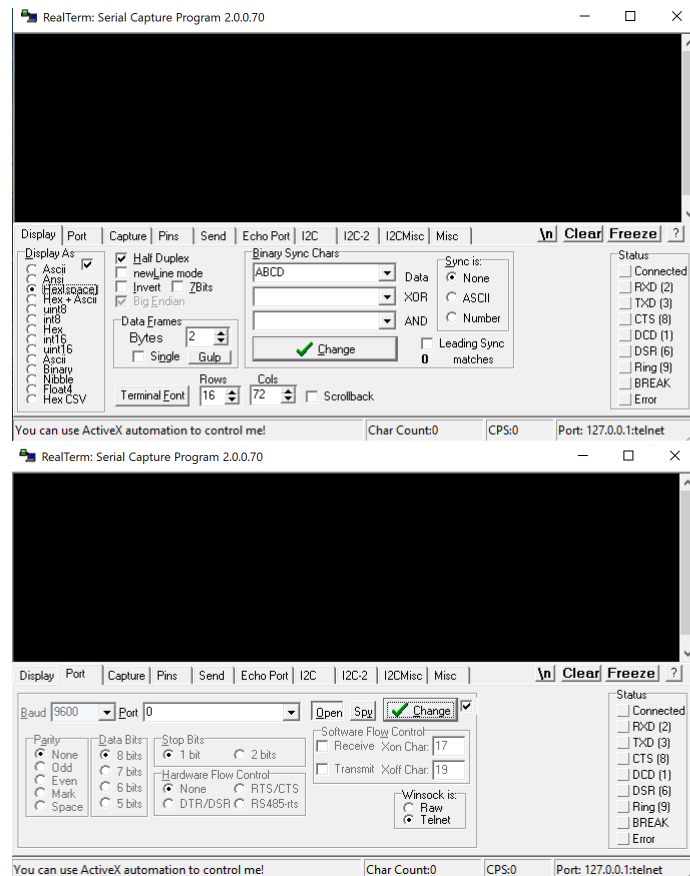 RealTerm: Serial Capture Program 2.0.0.70
Display Port Capture Pins Send Echo Port I2C I2C-2 I2CMisc Misc \n Clear Freeze ?
Display As
Ascii
Ansi
Hex[space]
Hex + Ascii
uint8
int8
Hex
int16
uint16
Ascii
Binary
Nibble
Float4
Hex CSV
Half Duplex
newLine mode
Invert 7Bits
Big Endian
Data Frames
Bytes 2
Single Gulp
Binary Sync Chars
ABCD Data
XOR
AND
Change
Sync is:
None
ASCII
Number
Leading Sync
0 matches
Rows Cols
Terminal Font 16 72 Scrollback
Status
Connected
RXD (2)
TXD (3)
CTS (8)
DCD (1)
DSR (6)
Ring (9)
BREAK
Error
You can use ActiveX automation to control me! Char Count:0 CPS:0 Port: 127.0.0.1:telnet
RealTerm: Serial Capture Program 2.0.0.70
Display Port Capture Pins Send Echo Port I2C I2C-2 I2CMisc Misc \n Clear Freeze ?
Baud 9600 Port 0 Open Spy Change
Parity
None
Odd
Even
Mark
Space
Data Bits
8 bits
7 bits
6 bits
5 bits
Stop Bits
1 bit 2 bits
Hardware Flow Control
None RTS/CTS
DTR/DSR RS485-rts
Software Flow Control
Receive Xon Char: 17
Transmit Xoff Char: 19
Winsock is:
Raw
Telnet
Status
Connected
RXD (2)
TXD (3)
CTS (8)
DCD (1)
DSR (6)
Ring (9)
BREAK
Error
You can use ActiveX automation to control me! Char Count:0 CPS:0 Port: 127.0.0.1:telnet